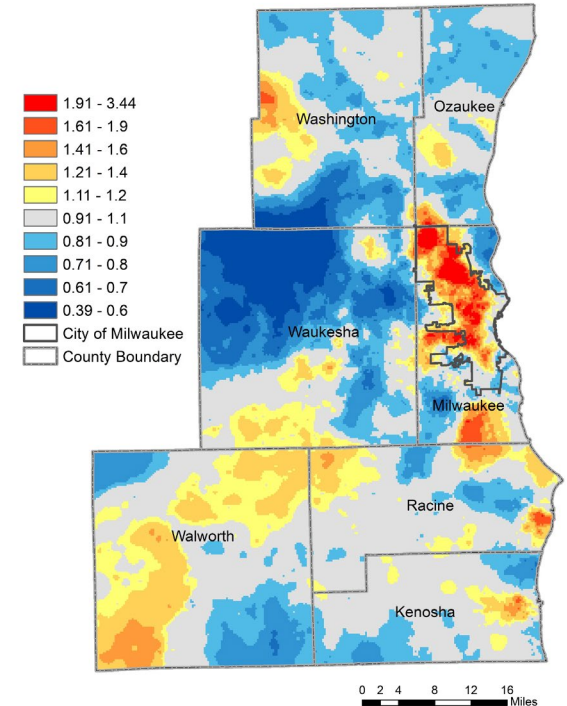 1.91 - 3.44
1.61 - 1.9
1.41 - 1.6
1.21 - 1.4
1.11 - 1.2
0.91 - 1.1
0.81 - 0.9
0.71 - 0.8
0.61 - 0.7
0.39 - 0.6
City of Milwaukee
County Boundary
Ozaukee
Washington
Waukesha
Milwaukee
Racine
Walworth
Kenosha
0 2 4 8 12 16
Miles